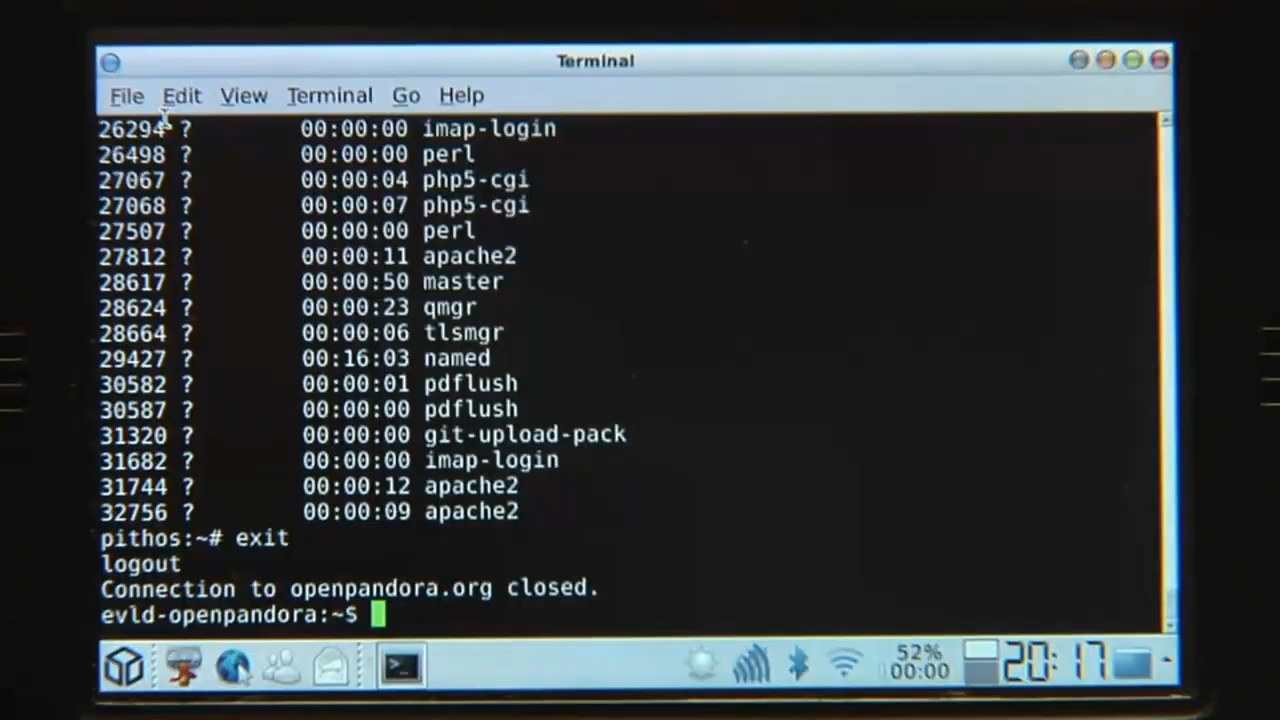 Terminal
File Edit View Terminal Go Help
26294 ? 00:00:00 imap-login
26498 ? 00:00:00 perl
27067 ? 00:00:04 php5-cgi
27068 ? 00:00:07 php5-cgi
27507 ? 00:00:00 perl
27812 ? 00:00:11 apache2
28617 ? 00:00:50 master
28624 ? 00:00:23 qmgr
28664 ? 00:00:06 tlsmgr
29427 ? 00:16:03 named
30582 ? 00:00:01 pdflush
30587 ? 00:00:00 pdflush
31320 ? 00:00:00 git-upload-pack
31682 ? 00:00:00 imap-login
31744 ? 00:00:12 apache2
32756 ? 00:00:09 apache2
pithos:~# exit
logout
Connection to openpandora.org closed.
evld-openpandora:~$
52%
00:00
20:17